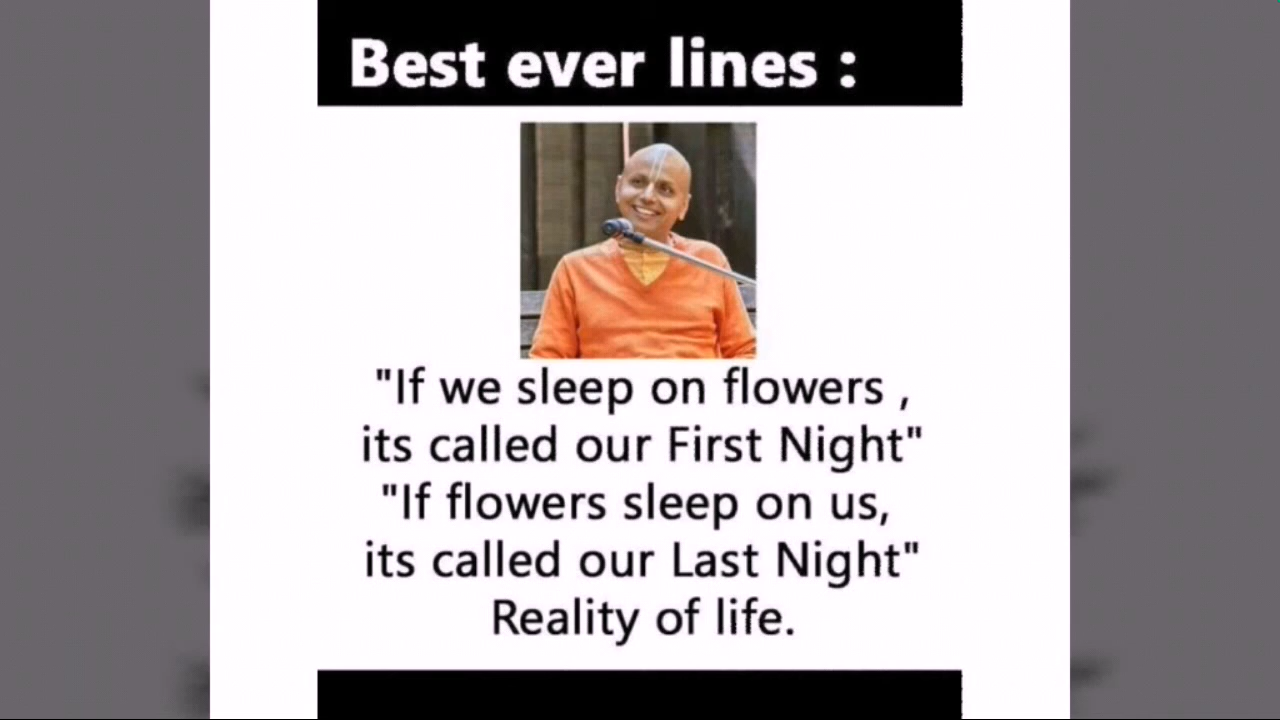 Best ever lines :
"If we sleep on flowers ,
its called our First Night"
"If flowers sleep on us,
its called our Last Night"
Reality of life.